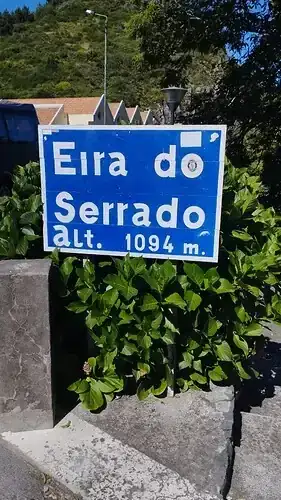 Eira do
Serrado
alt. 1094 m.